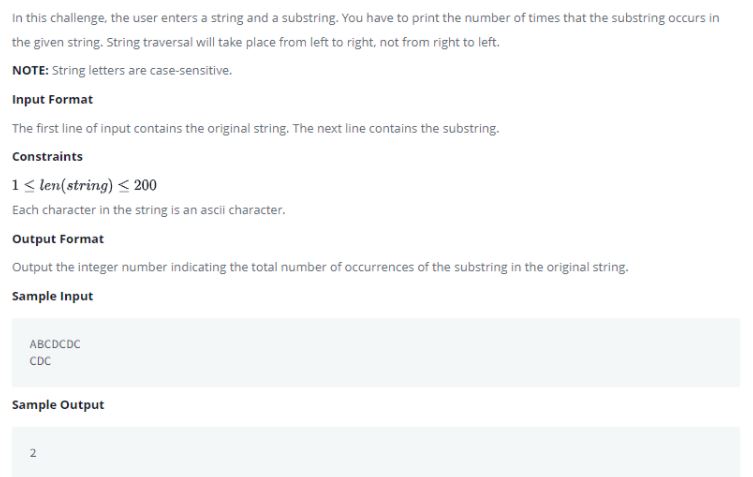 In this challenge, the user enters a string and a substring. You have to print the number of times that the substring occurs in
the given string. String traversal will take place from left to right, not from right to left.
NOTE: String letters are case-sensitive.
Input Format
The first line of input contains the original string. The next line contains the substring.
Constraints
1 ≤ len(string) ≤ 200
Each character in the string is an ascii character.
Output Format
Output the integer number indicating the total number of occurrences of the substring in the original string.
Sample Input
ABCDCDC
CDC
Sample Output
2